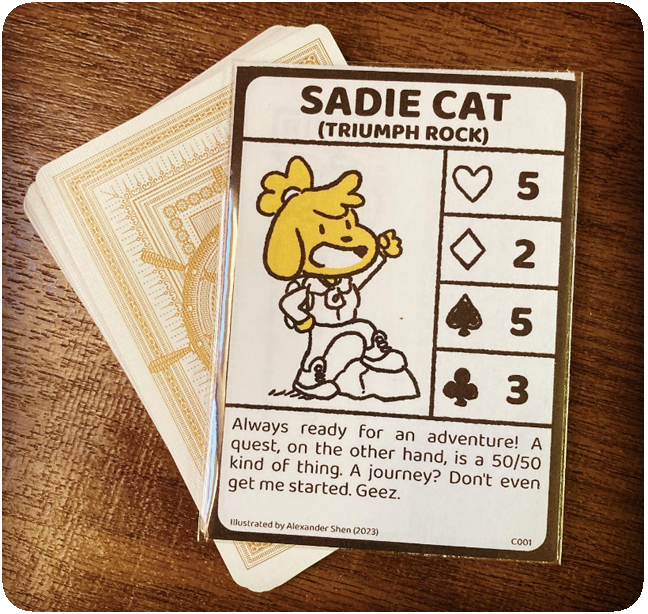 SADIE CAT
(TRIUMPH ROCK)
5
2
5
3
Always ready for an adventure! A
quest, on the other hand, is a 50/50
kind of thing. A journey? Don't even
get me started. Geez.
Illustrated by Alexander Shen (2023)
C001